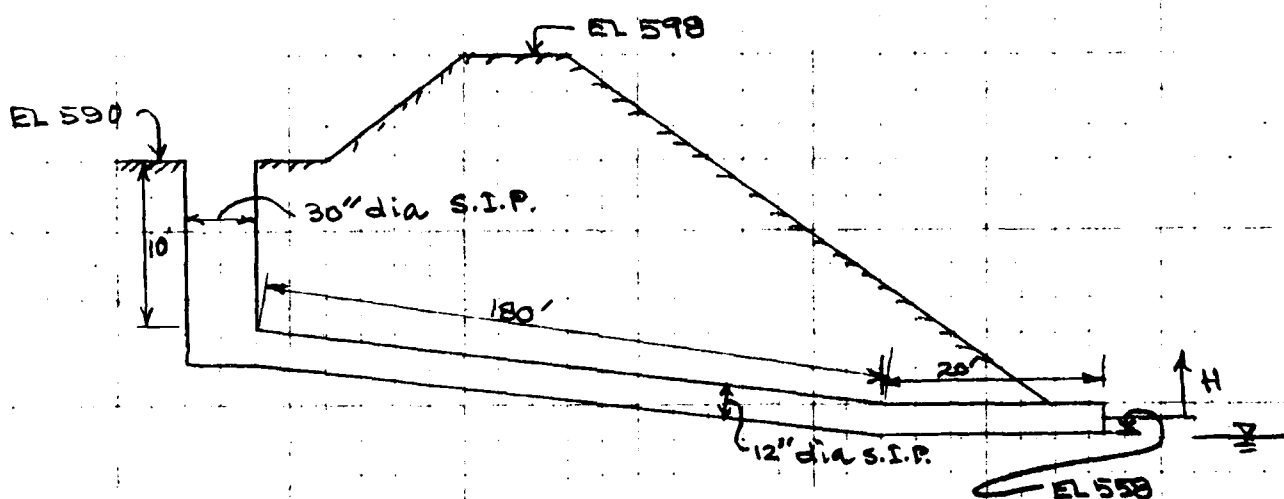 EL 598
EL 590
30" dia S.I.P.
10'
180'
20'
H
12" dia S.I.P.
EL 558